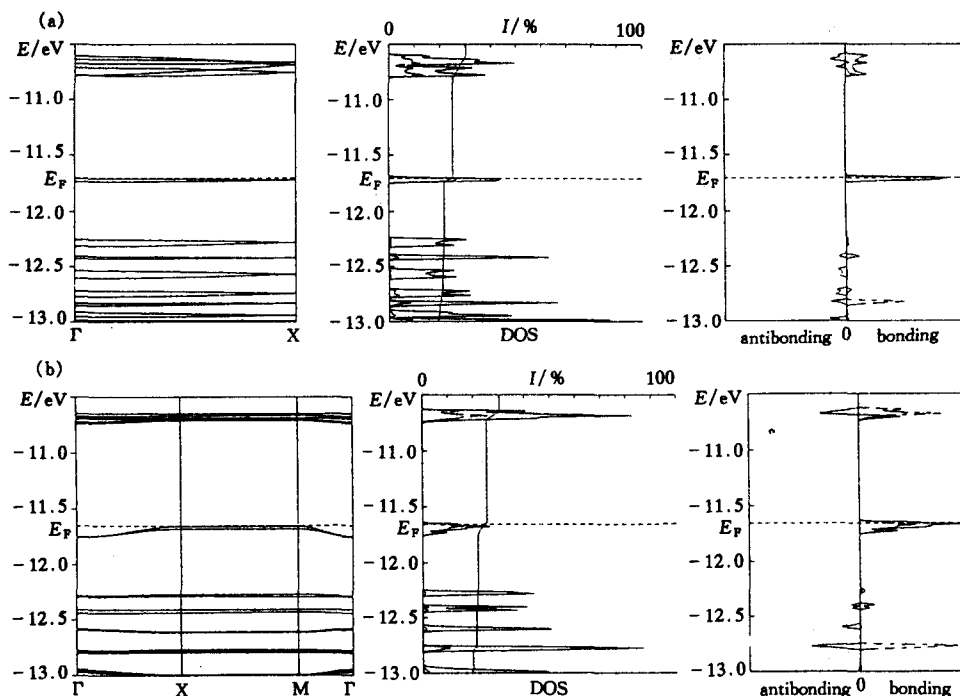 (a)
0 I/% 100
E/eV E/eV E/eV
−11.0 −11.0 −11.0
−11.5 −11.5 −11.5
E_F E_F E_F
−12.0 −12.0 −12.0
−12.5 −12.5 −12.5
−13.0 −13.0 −13.0
Γ X DOS antibonding 0 bonding
(b)
0 I/% 100
E/eV E/eV E/eV
−11.0 −11.0 −11.0
−11.5 −11.5 −11.5
E_F E_F E_F
−12.0 −12.0 −12.0
−12.5 −12.5 −12.5
−13.0 −13.0 −13.0
Γ X M Γ DOS antibonding 0 bonding